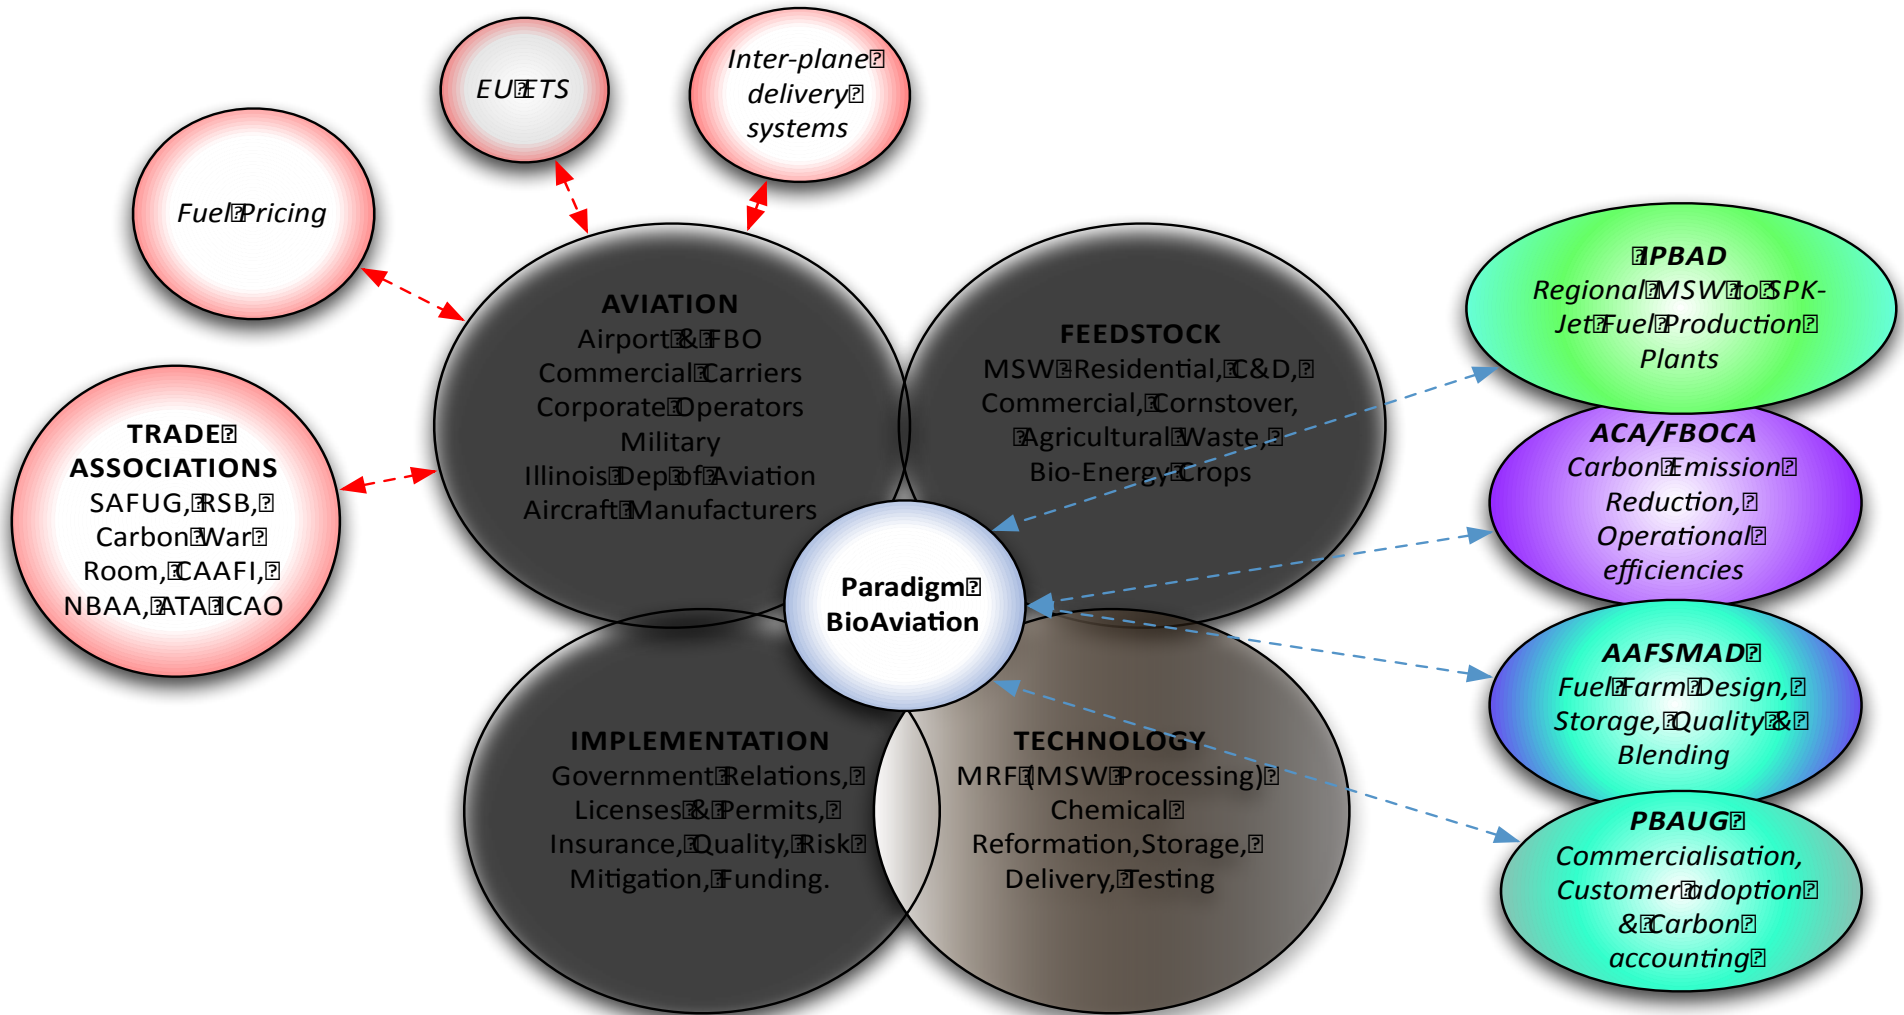 EU ETS
Inter-plane
delivery
systems
Fuel Pricing
TRADE
ASSOCIATIONS
SAFUG, RSB,
Carbon War
Room, CAAFI,
NBAA, ATA ICAO
AVIATION
Airport & FBO
Commercial Carriers
Corporate Operators
Military
Illinois Dep of Aviation
Aircraft Manufacturers
FEEDSTOCK
MSW -Residential, C&D,
Commercial, Cornstover,
Agricultural Waste,
Bio-Energy Crops
Paradigm
BioAviation
IMPLEMENTATION
Government Relations,
Licenses & Permits,
Insurance, Quality, Risk
Mitigation, Funding.
TECHNOLOGY
MRF (MSW Processing)
Chemical
Reformation, Storage,
Delivery, Testing
IPBAD
Regional MSW to SPK-
Jet Fuel Production
Plants
ACA/FBOCA
Carbon Emission
Reduction,
Operational
efficiencies
AAFSMAD
Fuel Farm Design,
Storage, Quality &
Blending
PBAUG
Commercialisation,
Customer adoption
& Carbon
accounting